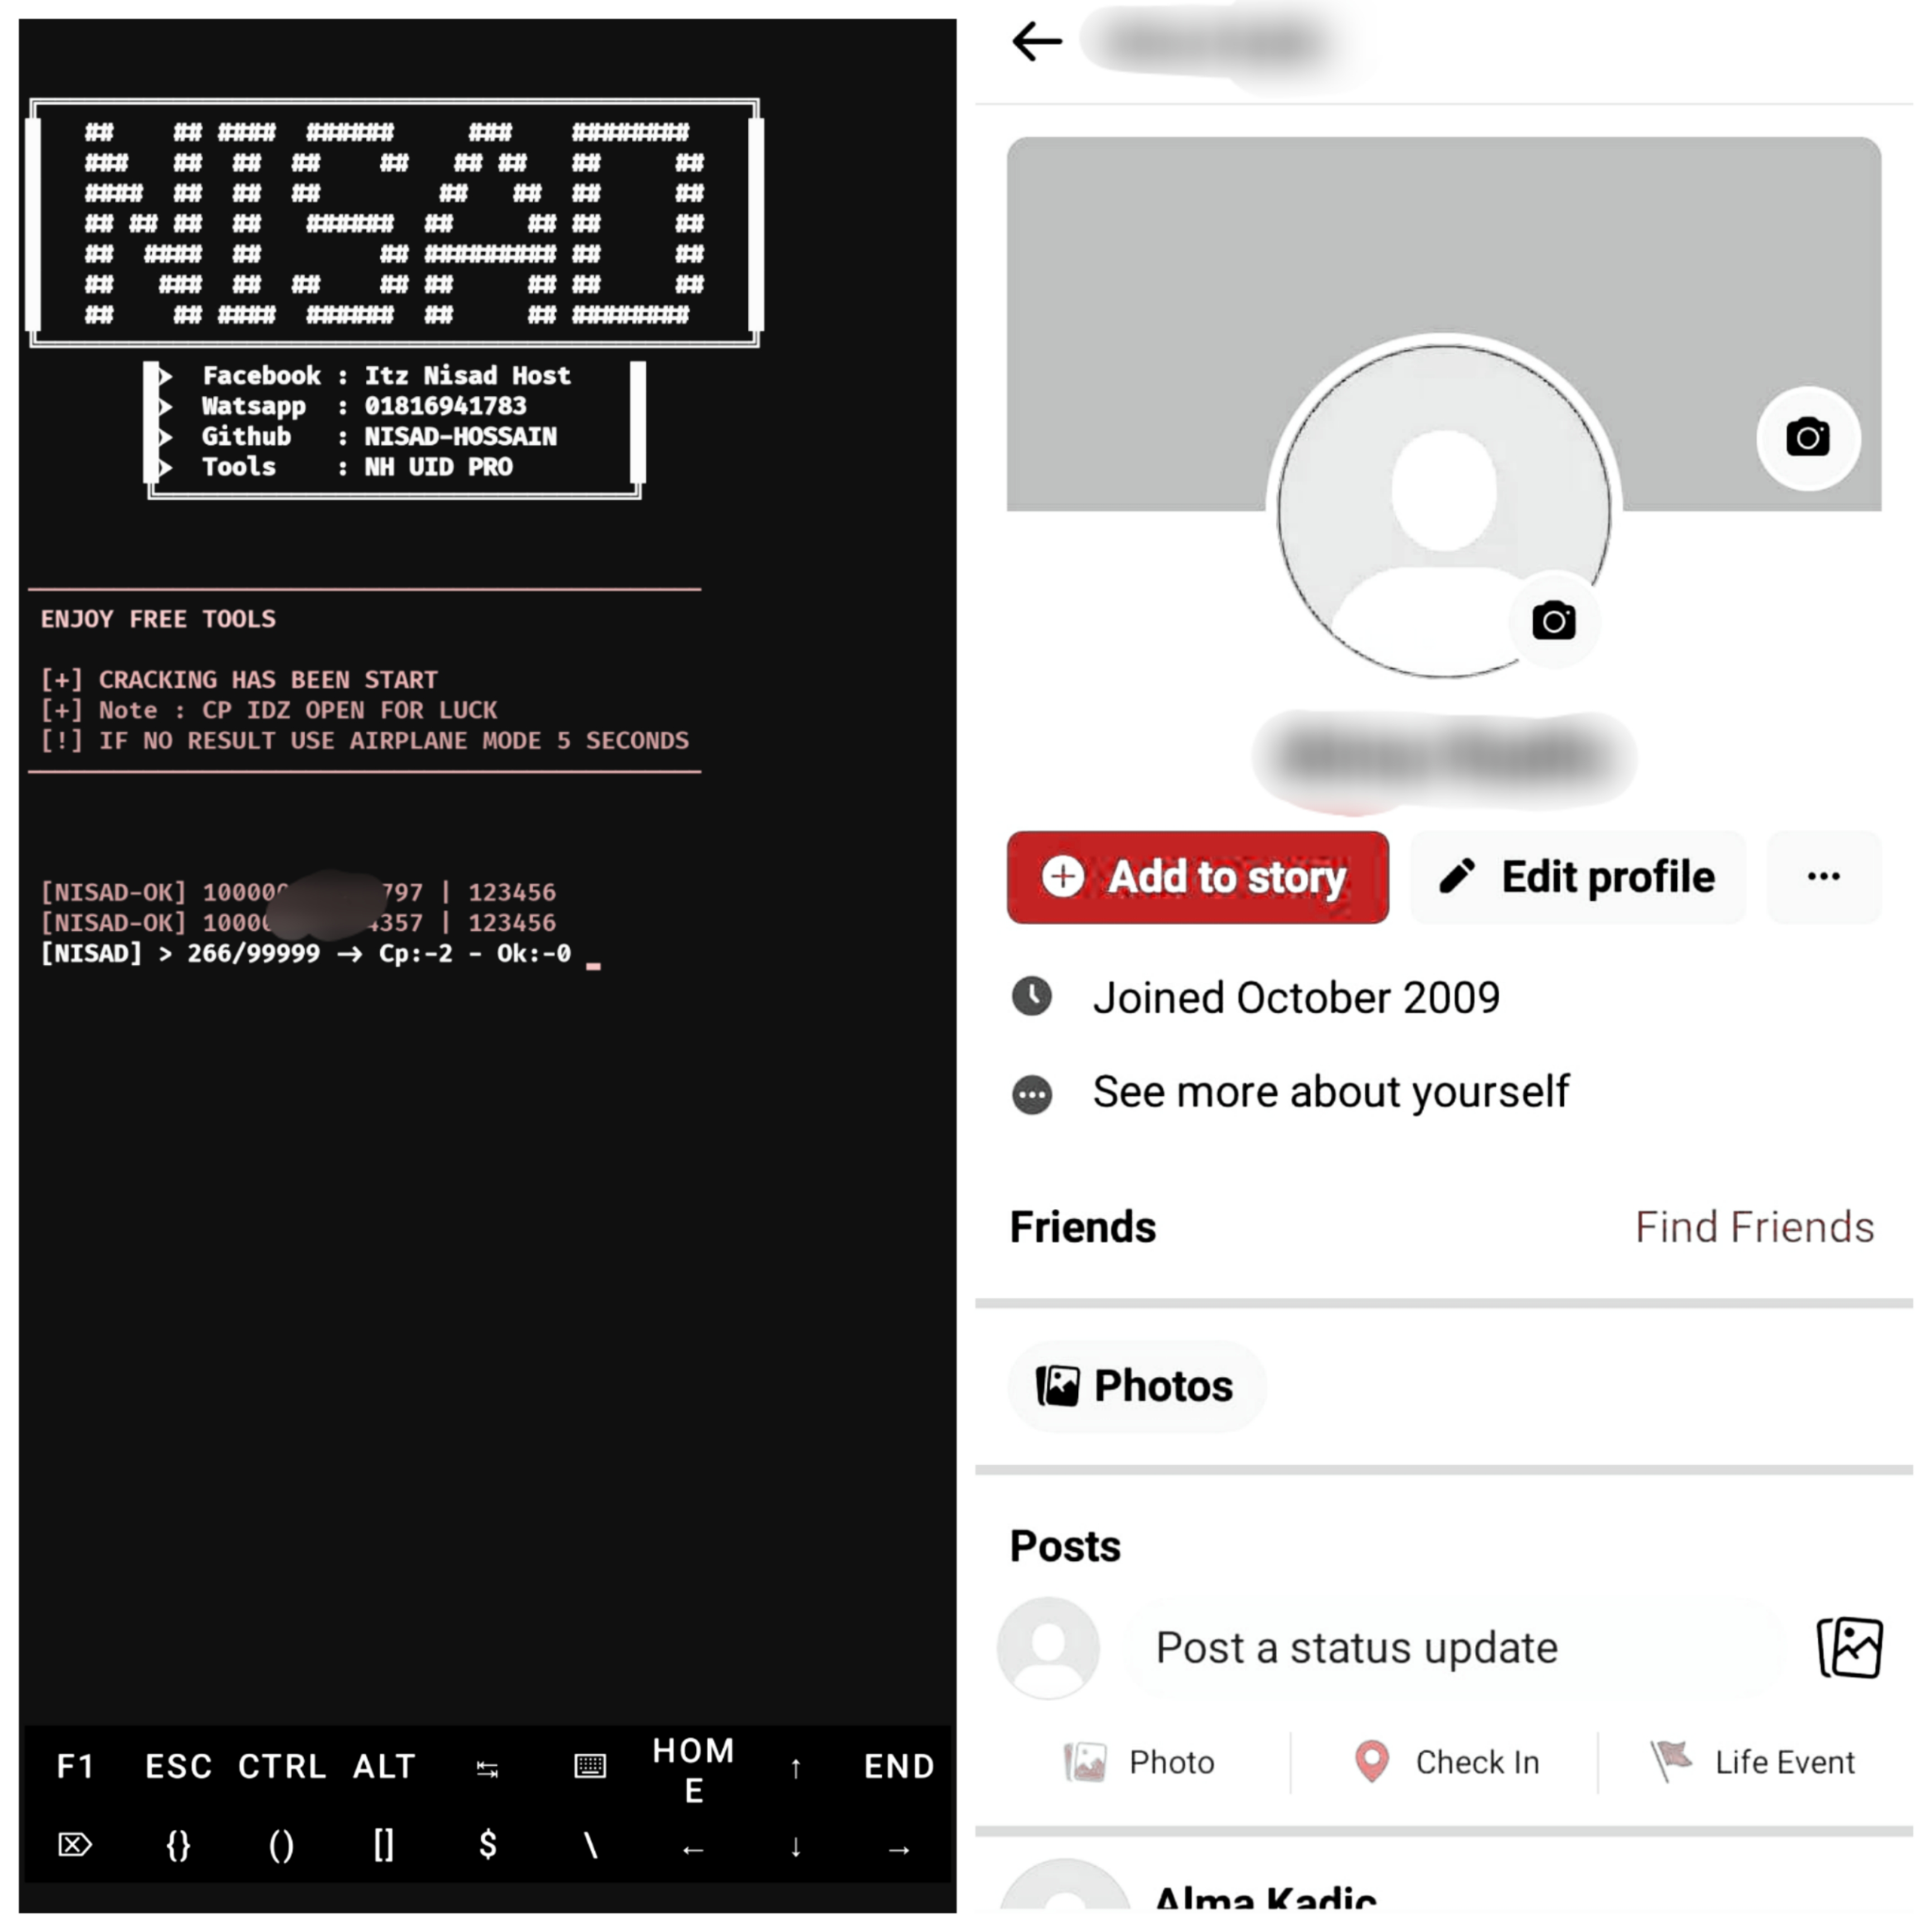 NISAD
Facebook : Itz Nisad Host
Watsapp : 01816941783
Github : NISAD-HOSSAIN
Tools : NH UID PRO
ENJOY FREE TOOLS
[+] CRACKING HAS BEEN START
[+] Note : CP IDZ OPEN FOR LUCK
[!] IF NO RESULT USE AIRPLANE MODE 5 SECONDS
[NISAD-OK] 10000 797 | 123456
[NISAD-OK] 1000 357 | 123456
[NISAD] > 266/99999 → Cp:-2 - Ok:-0
F1 ESC CTRL ALT HOME ↑ END
{} () [] $ \ ← ↓ →
Add to story
Edit profile
Joined October 2009
See more about yourself
Friends Find Friends
Photos
Posts
Post a status update
Photo Check In Life Event
Alma Kadic